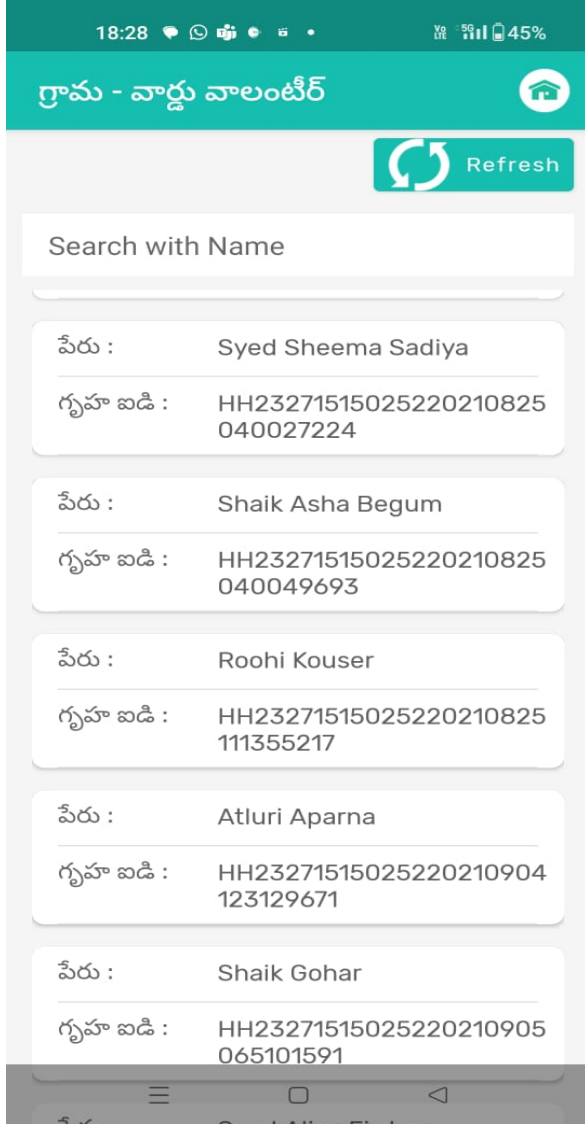 18:28 45%
గ్రామ - వార్డు వాలంటీర్
Refresh
Search with Name
పేరు : Syed Sheema Sadiya
గృహ ఐడి : HH23271515025220210825
040027224
పేరు : Shaik Asha Begum
గృహ ఐడి : HH23271515025220210825
040049693
పేరు : Roohi Kouser
గృహ ఐడి : HH23271515025220210825
111355217
పేరు : Atluri Aparna
గృహ ఐడి : HH23271515025220210904
123129671
పేరు : Shaik Gohar
గృహ ఐడి : HH23271515025220210905
065101591